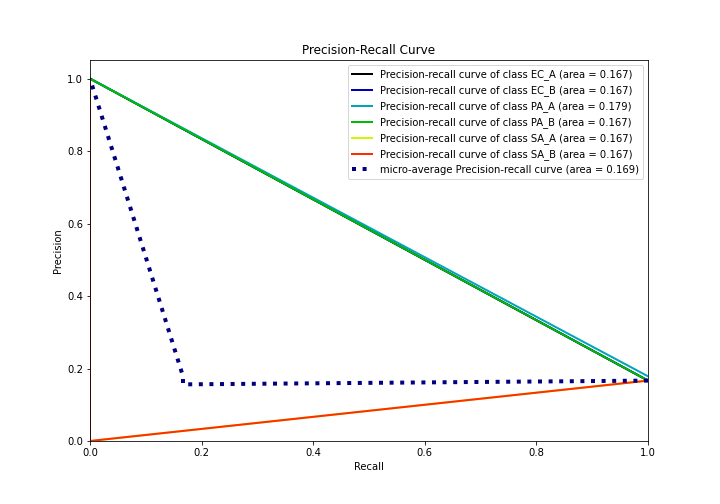 Precision-Recall Curve
Precision-recall curve of class EC_A (area = 0.167)
Precision-recall curve of class EC_B (area = 0.167)
Precision-recall curve of class PA_A (area = 0.179)
Precision-recall curve of class PA_B (area = 0.167)
Precision-recall curve of class SA_A (area = 0.167)
Precision-recall curve of class SA_B (area = 0.167)
micro-average Precision-recall curve (area = 0.169)
Precision
1.0
0.8
0.6
0.4
0.2
0.0
0.0 0.2 0.4 0.6 0.8 1.0
Recall